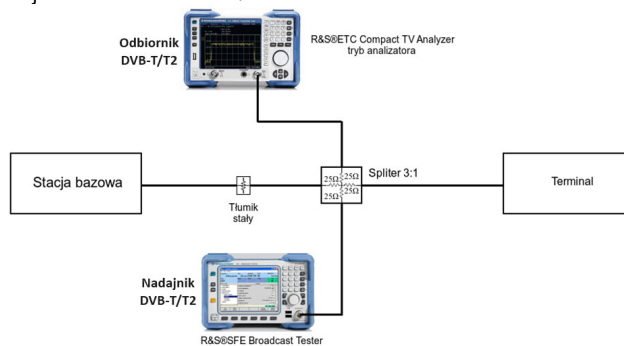 Odbiornik
DVB-T/T2
R&S®ETC Compact TV Analyzer
tryb analizatora
Stacja bazowa
Tłumik
stały
25Ω
25Ω
25Ω
25Ω
Spliter 3:1
Terminal
Nadajnik
DVB-T/T2
R&S®SFE Broadcast Tester